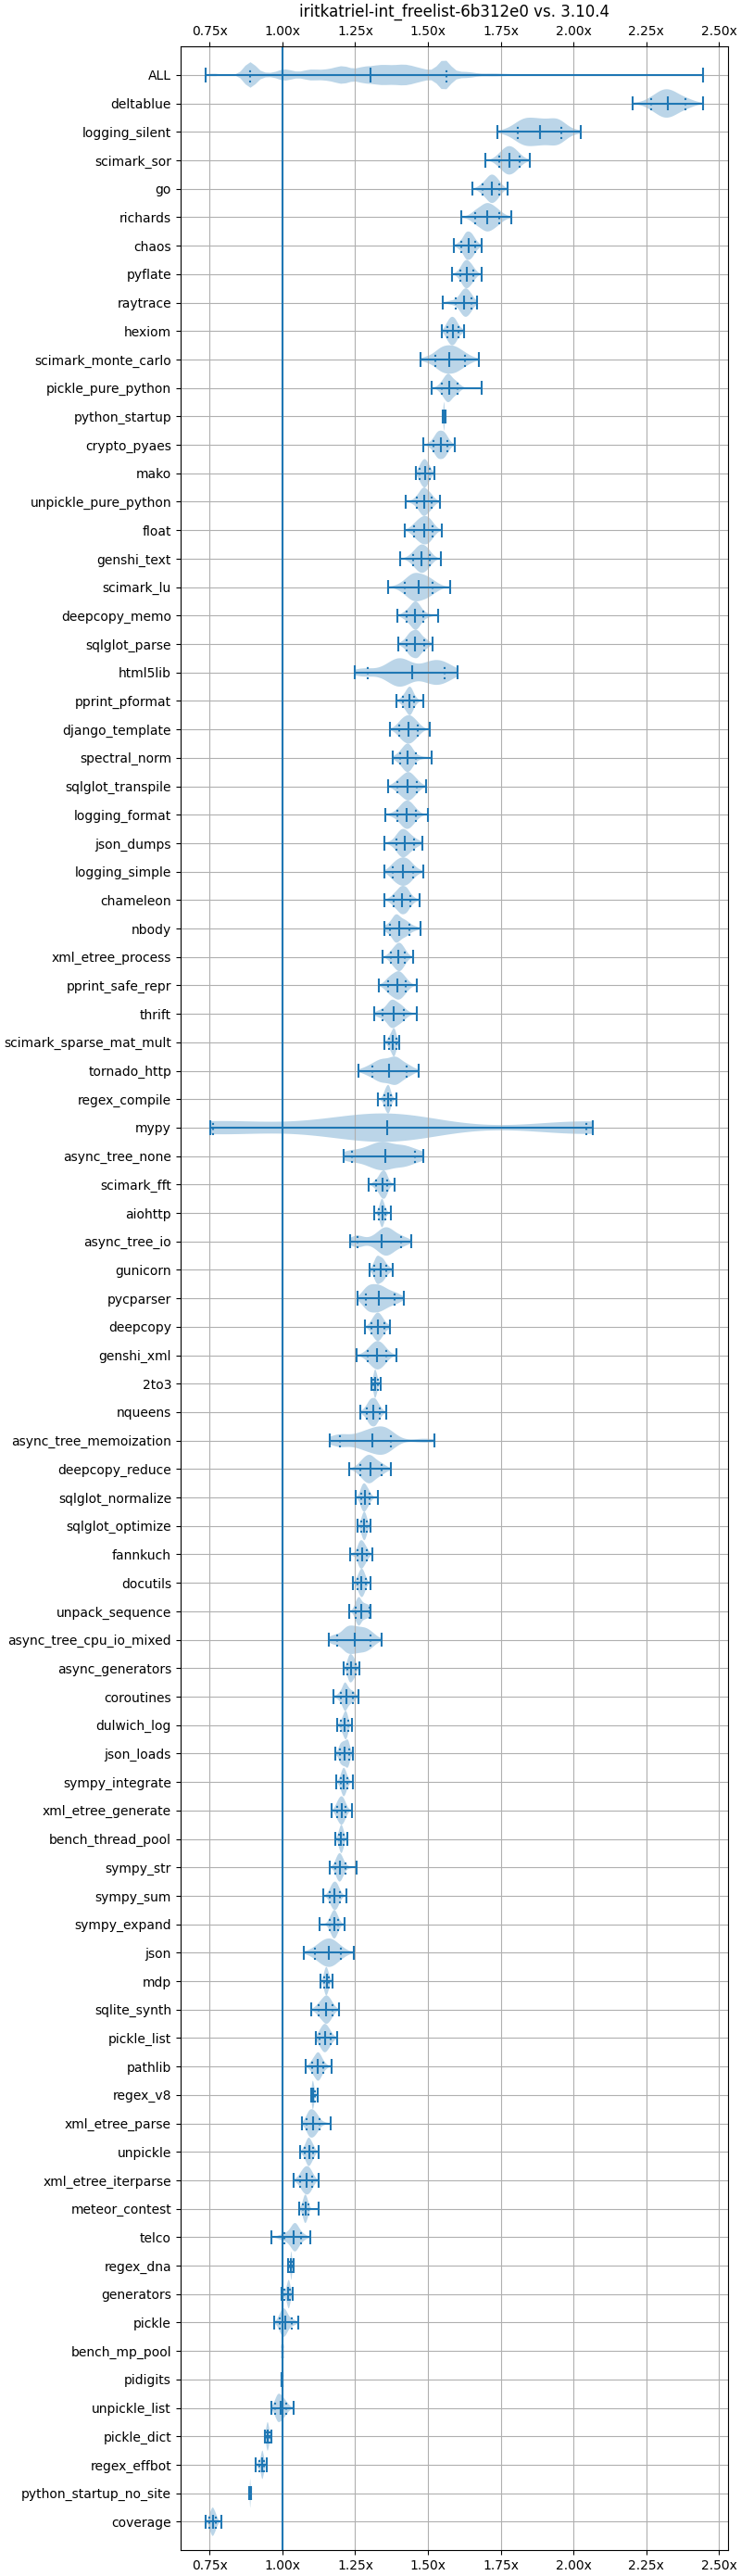 iritkatriel-int_freelist-6b312e0 vs. 3.10.4
0.75x 1.00x 1.25x 1.50x 1.75x 2.00x 2.25x 2.50x
ALL
deltablue
logging_silent
scimark_sor
go
richards
chaos
pyflate
raytrace
hexiom
scimark_monte_carlo
pickle_pure_python
python_startup
crypto_pyaes
mako
unpickle_pure_python
float
genshi_text
scimark_lu
deepcopy_memo
sqlglot_parse
html5lib
pprint_pformat
django_template
spectral_norm
sqlglot_transpile
logging_format
json_dumps
logging_simple
chameleon
nbody
xml_etree_process
pprint_safe_repr
thrift
scimark_sparse_mat_mult
tornado_http
regex_compile
mypy
async_tree_none
scimark_fft
aiohttp
async_tree_io
gunicorn
pycparser
deepcopy
genshi_xml
2to3
nqueens
async_tree_memoization
deepcopy_reduce
sqlglot_normalize
sqlglot_optimize
fannkuch
docutils
unpack_sequence
async_tree_cpu_io_mixed
async_generators
coroutines
dulwich_log
json_loads
sympy_integrate
xml_etree_generate
bench_thread_pool
sympy_str
sympy_sum
sympy_expand
json
mdp
sqlite_synth
pickle_list
pathlib
regex_v8
xml_etree_parse
unpickle
xml_etree_iterparse
meteor_contest
telco
regex_dna
generators
pickle
bench_mp_pool
pidigits
unpickle_list
pickle_dict
regex_effbot
python_startup_no_site
coverage
0.75x 1.00x 1.25x 1.50x 1.75x 2.00x 2.25x 2.50x